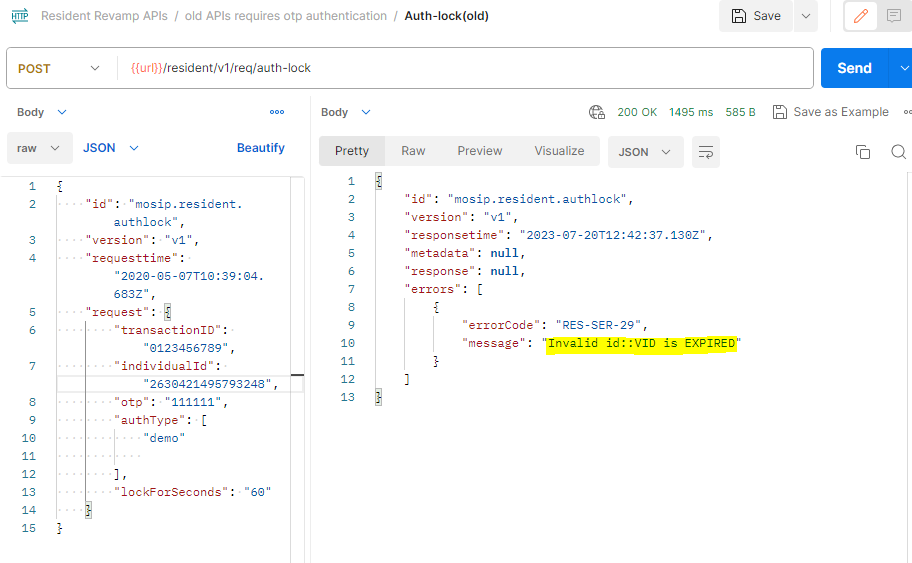 HTTP Resident Revamp APIs / old APIs requires otp authentication / Auth-lock(old) Save
POST {{url}}/resident/v1/req/auth-lock Send
Body
raw JSON Beautify
1 {
2 "id": "mosip.resident.
authlock",
3 "version": "v1",
4 "requesttime":
"2020-05-07T10:39:04.
683Z",
5 "request": {
6 "transactionID":
"0123456789",
7 "individualId":
"2630421495793248",
8 "otp": "111111",
9 "authType": [
10 "demo"
11
12 ],
13 "lockForSeconds": "60"
14 }
15 }
Body 200 OK 1495 ms 585 B Save as Example
Pretty Raw Preview Visualize JSON
1 {
2 "id": "mosip.resident.authlock",
3 "version": "v1",
4 "responsetime": "2023-07-20T12:42:37.130Z",
5 "metadata": null,
6 "response": null,
7 "errors": [
8 {
9 "errorCode": "RES-SER-29",
10 "message": "Invalid id::VID is EXPIRED"
11 }
12 ]
13 }